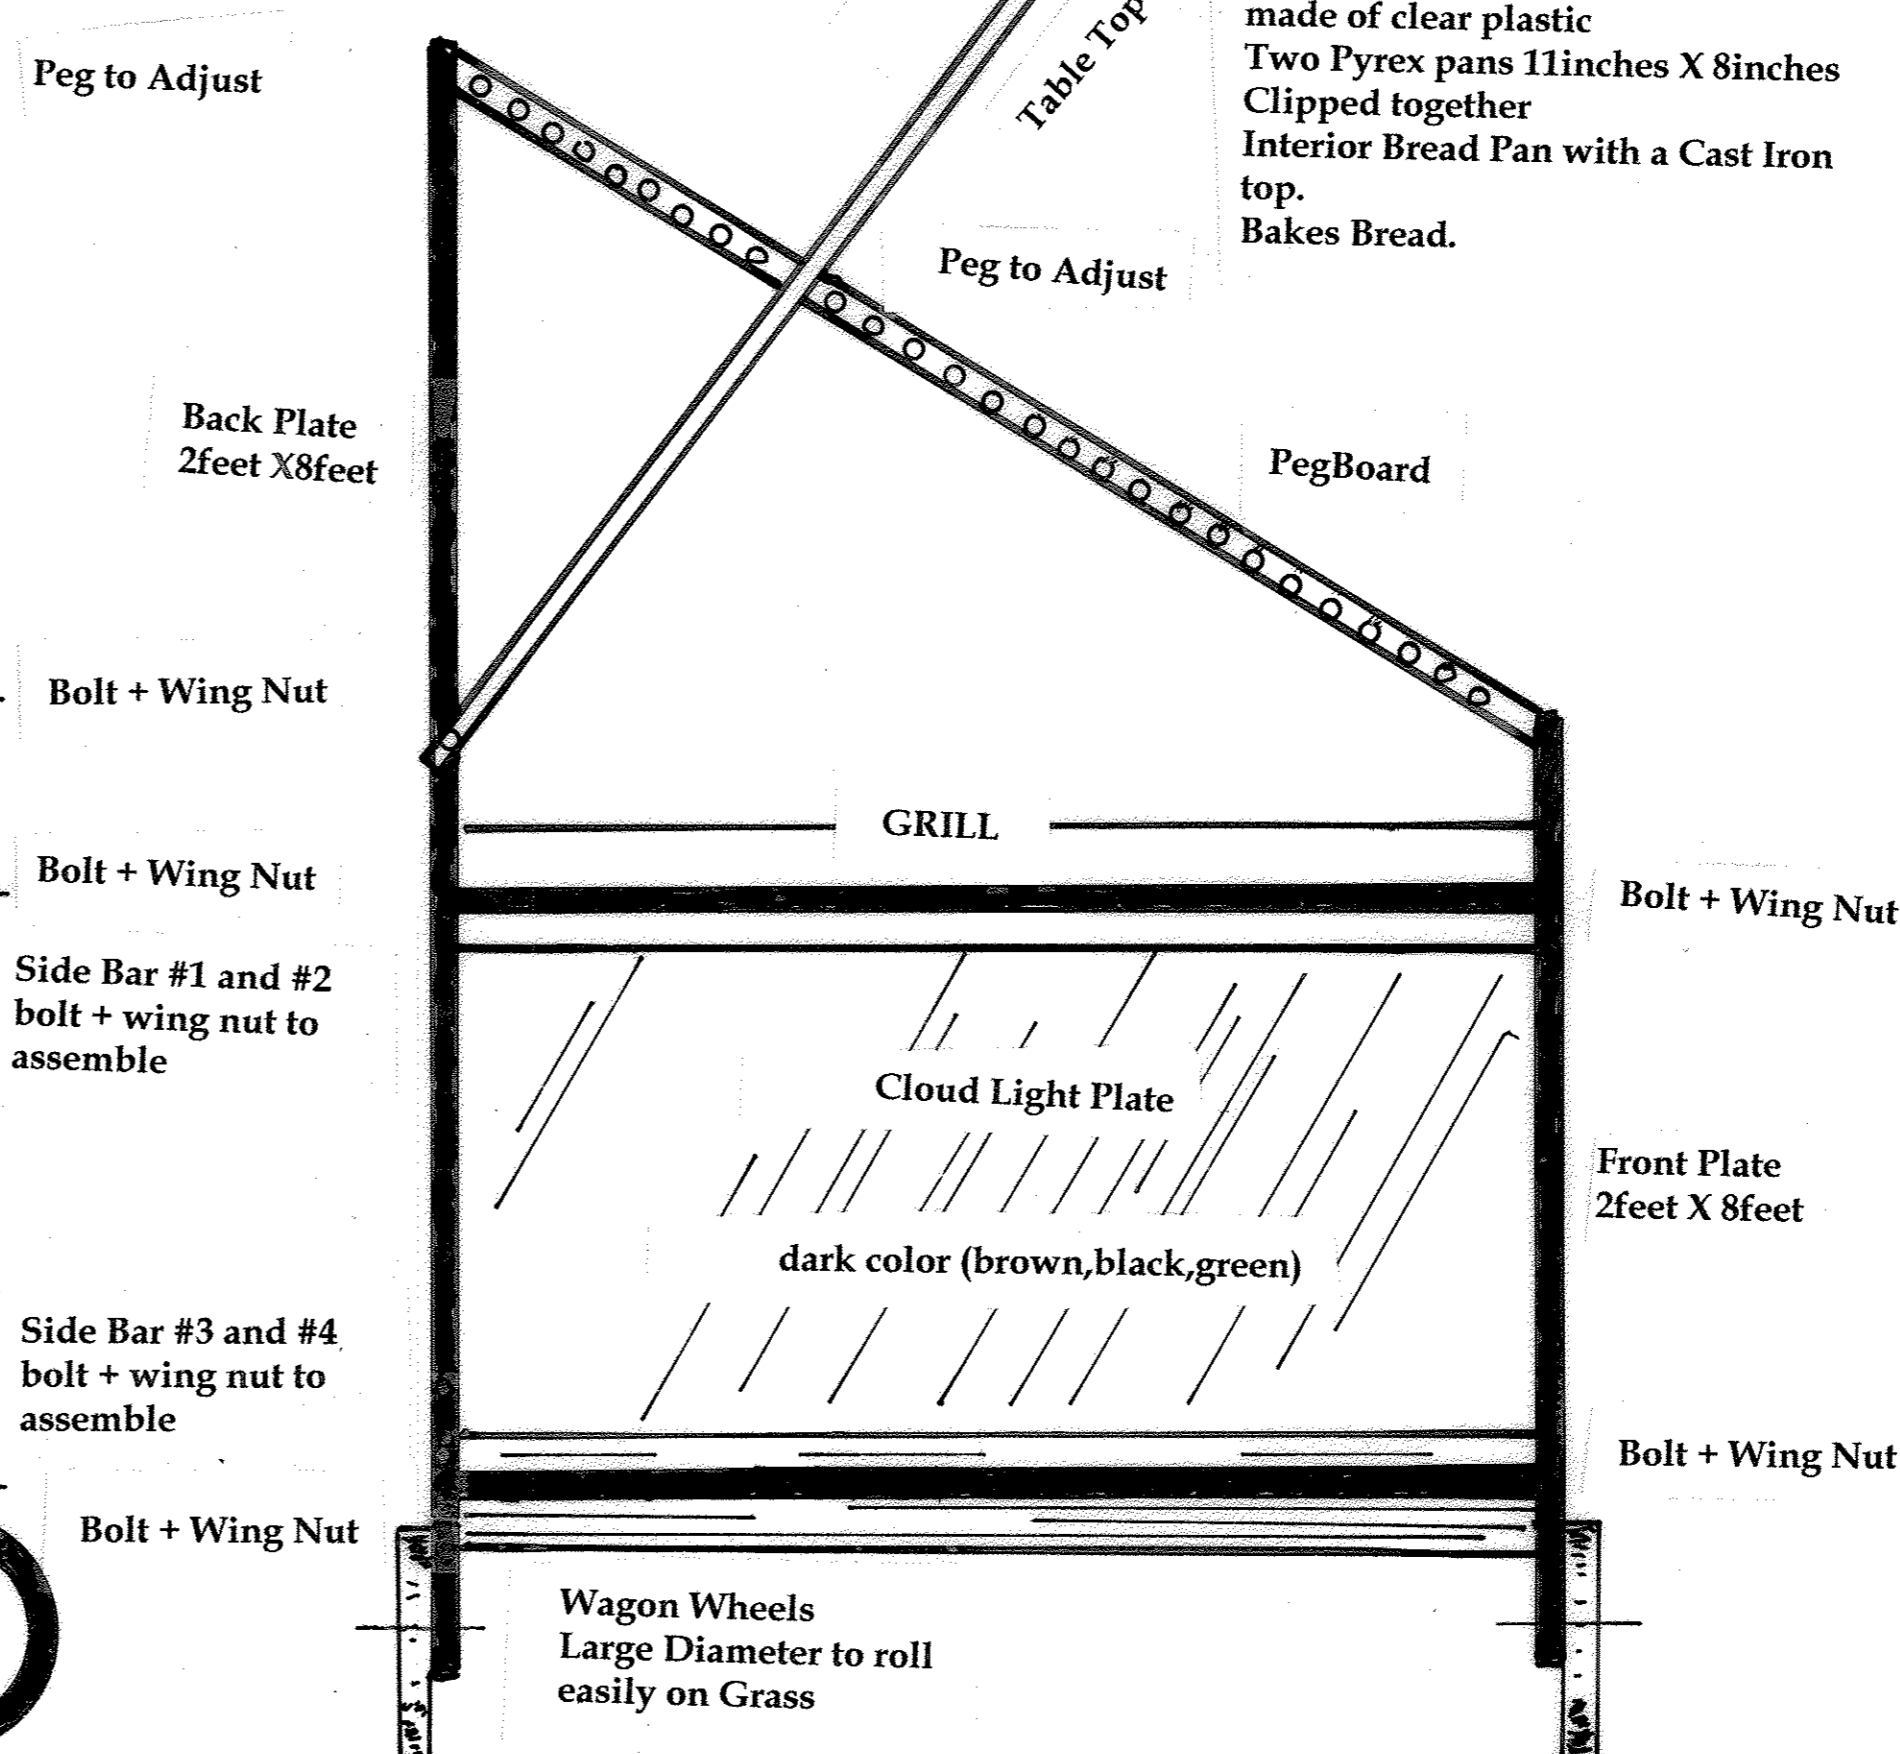 made of clear plastic
Two Pyrex pans 11inches X 8inches
Clipped together
Interior Bread Pan with a Cast Iron
top.
Bakes Bread.
Peg to Adjust
Table Top
Peg to Adjust
Back Plate
2feet X8feet
PegBoard
Bolt + Wing Nut
GRILL
Bolt + Wing Nut
Bolt + Wing Nut
Side Bar #1 and #2
bolt + wing nut to
assemble
Cloud Light Plate
Front Plate
2feet X 8feet
dark color (brown,black,green)
Side Bar #3 and #4
bolt + wing nut to
assemble
Bolt + Wing Nut
Bolt + Wing Nut
Wagon Wheels
Large Diameter to roll
easily on Grass